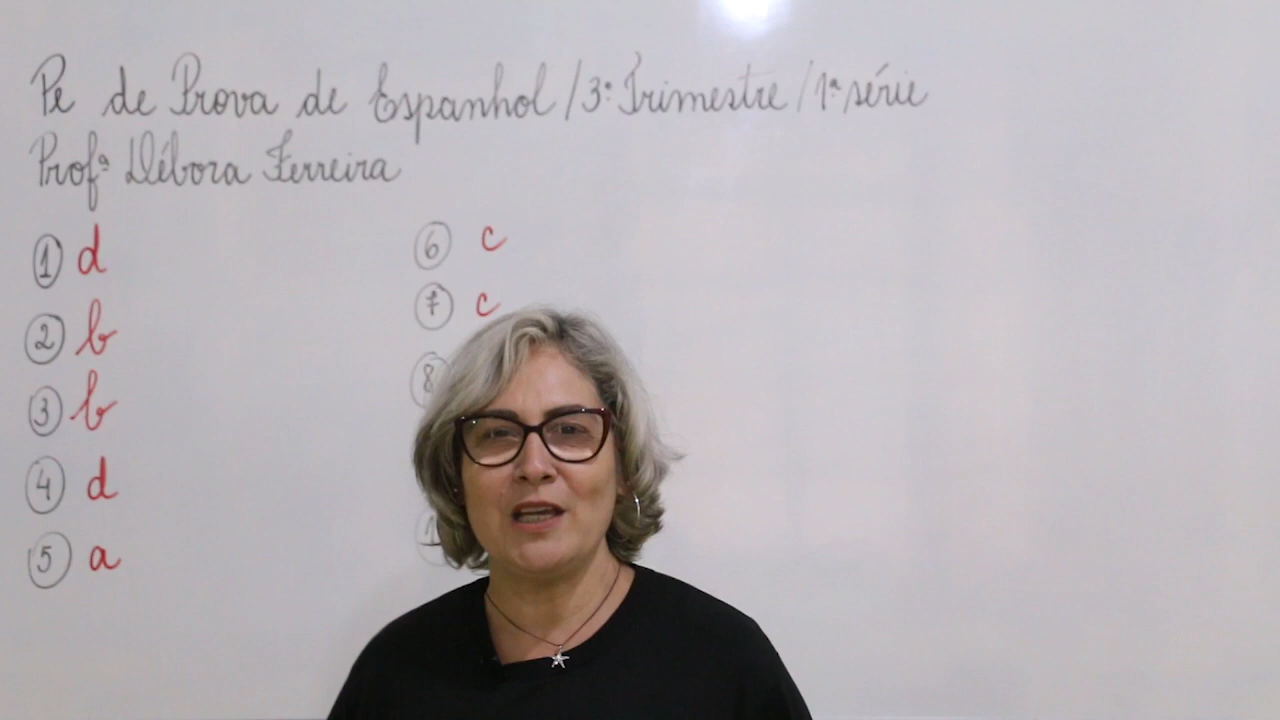 Pe de Prova de Espanhol / 3º Trimestre / 1ª série
Profª Débora Ferreira
1 d
2 b
3 b
4 d
5 a
6 c
7 c
8